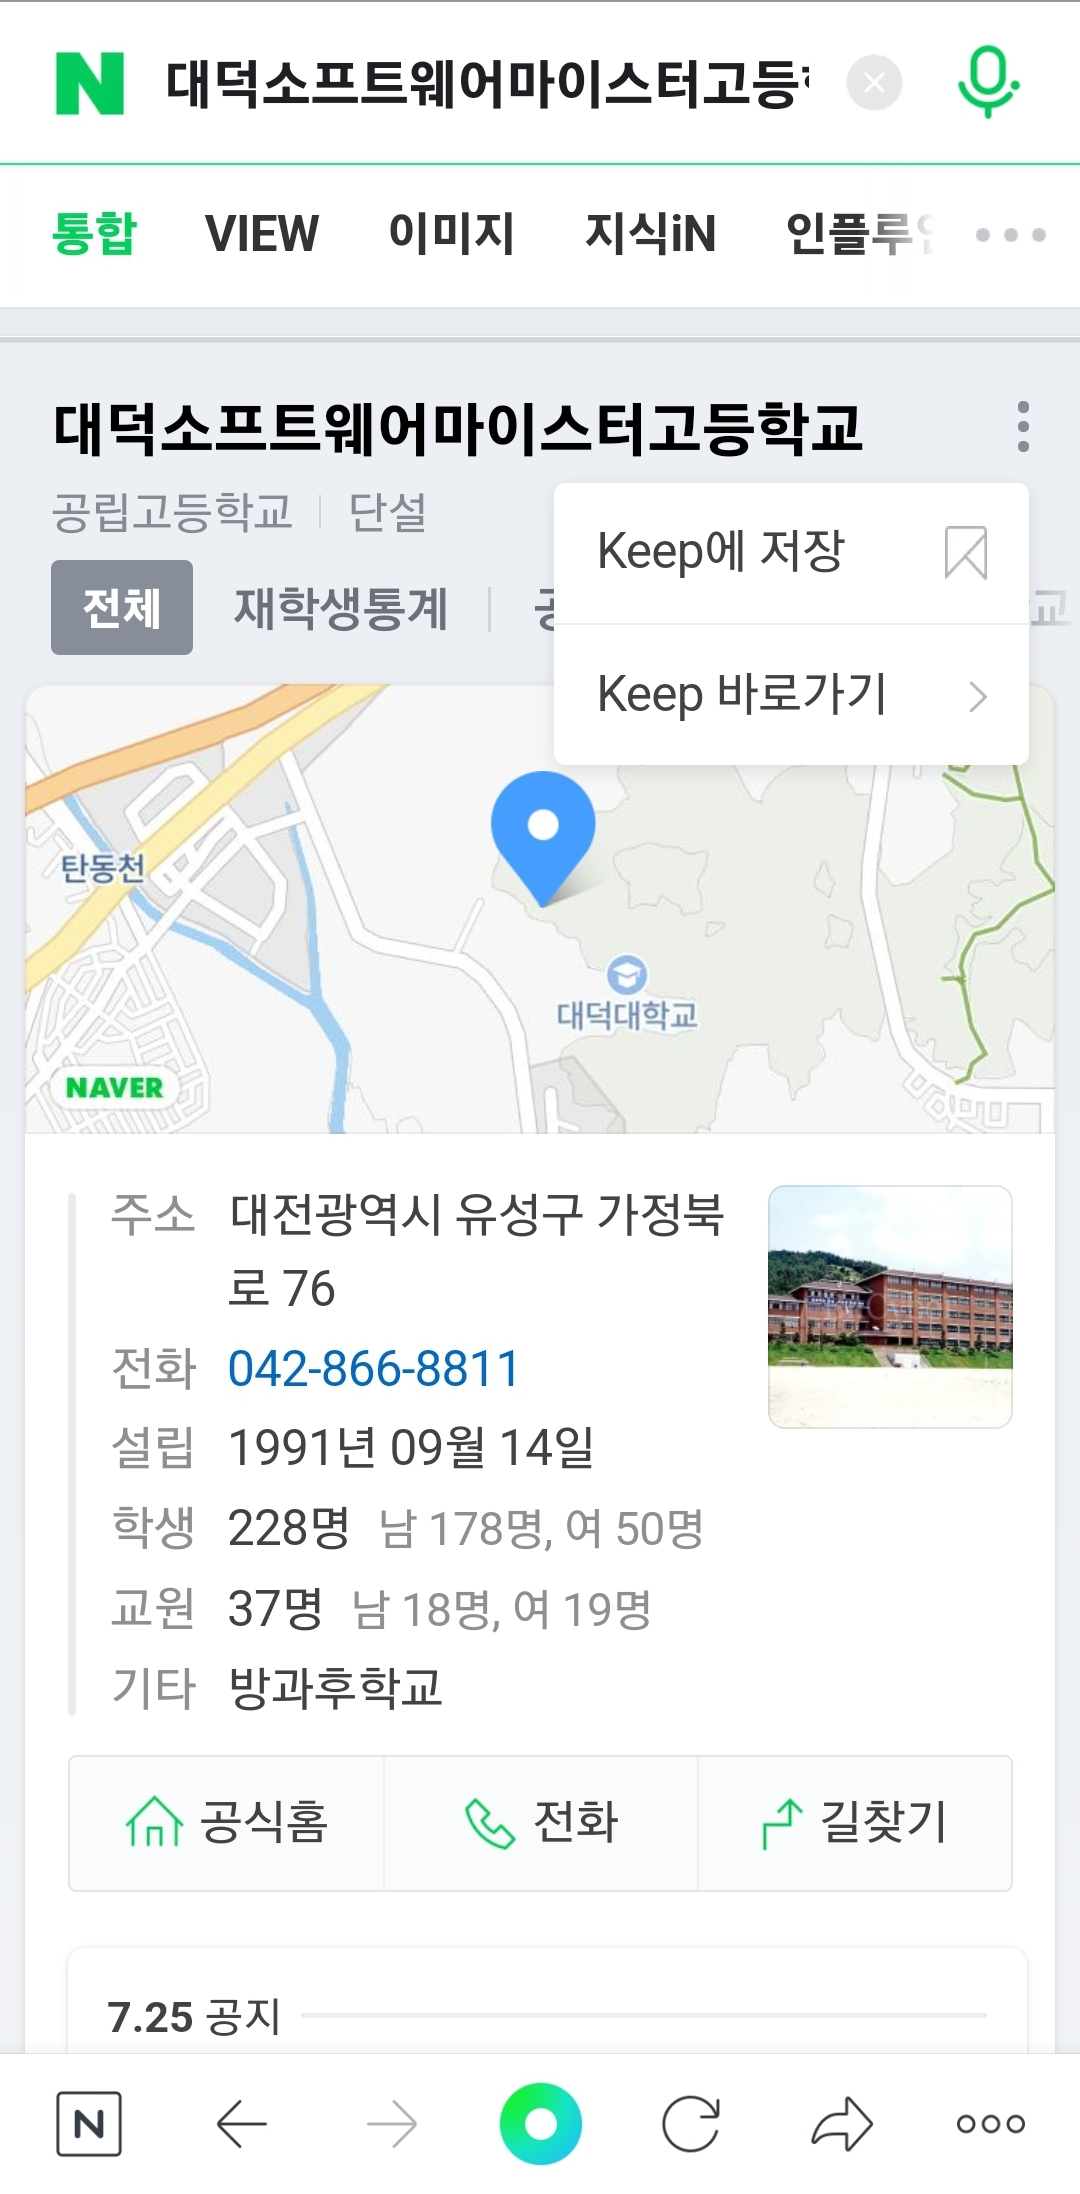 N 대덕소프트웨어마이스터고등
통합 VIEW 이미지 지식iN 인플루
대덕소프트웨어마이스터고등학교
공립고등학교 단설
Keep에 저장
전체 재학생통계
교
Keep 바로가기
탄동천
대덕대학교
NAVER
주소 대전광역시 유성구 가정북
로 76
전화 042-866-8811
설립 1991년 09월 14일
학생 228명 남 178명, 여 50명
교원 37명 남 18명, 여 19명
기타 방과후학교
공식홈 전화 길찾기
7.25 공지
N